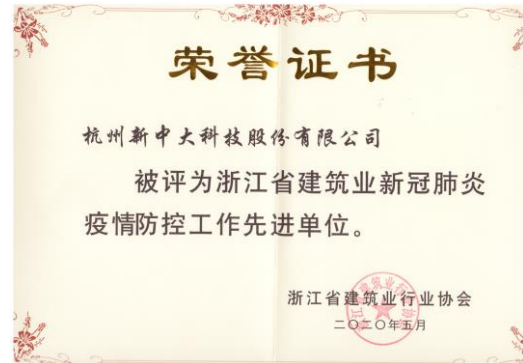 荣誉证书
杭州新中大科技股份有限公司
被评为浙江省建筑业新冠肺炎
疫情防控工作先进单位。
浙江省建筑业行业协会
二〇二〇年五月